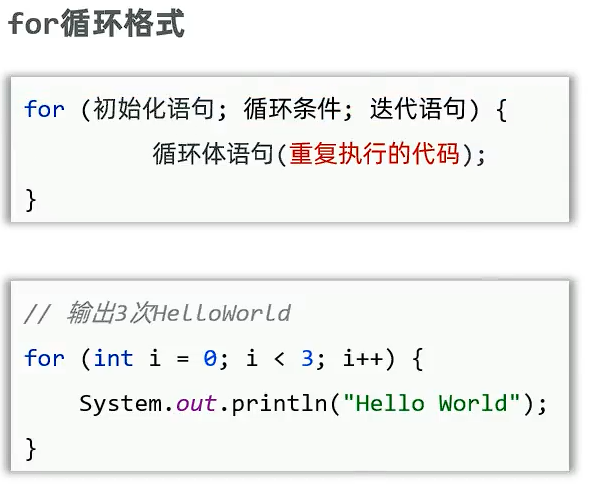 for循环格式
for (初始化语句; 循环条件; 迭代语句) {
循环体语句(重复执行的代码);
}
// 输出3次HelloWorld
for (int i = 0; i < 3; i++) {
System.out.println("Hello World");
}